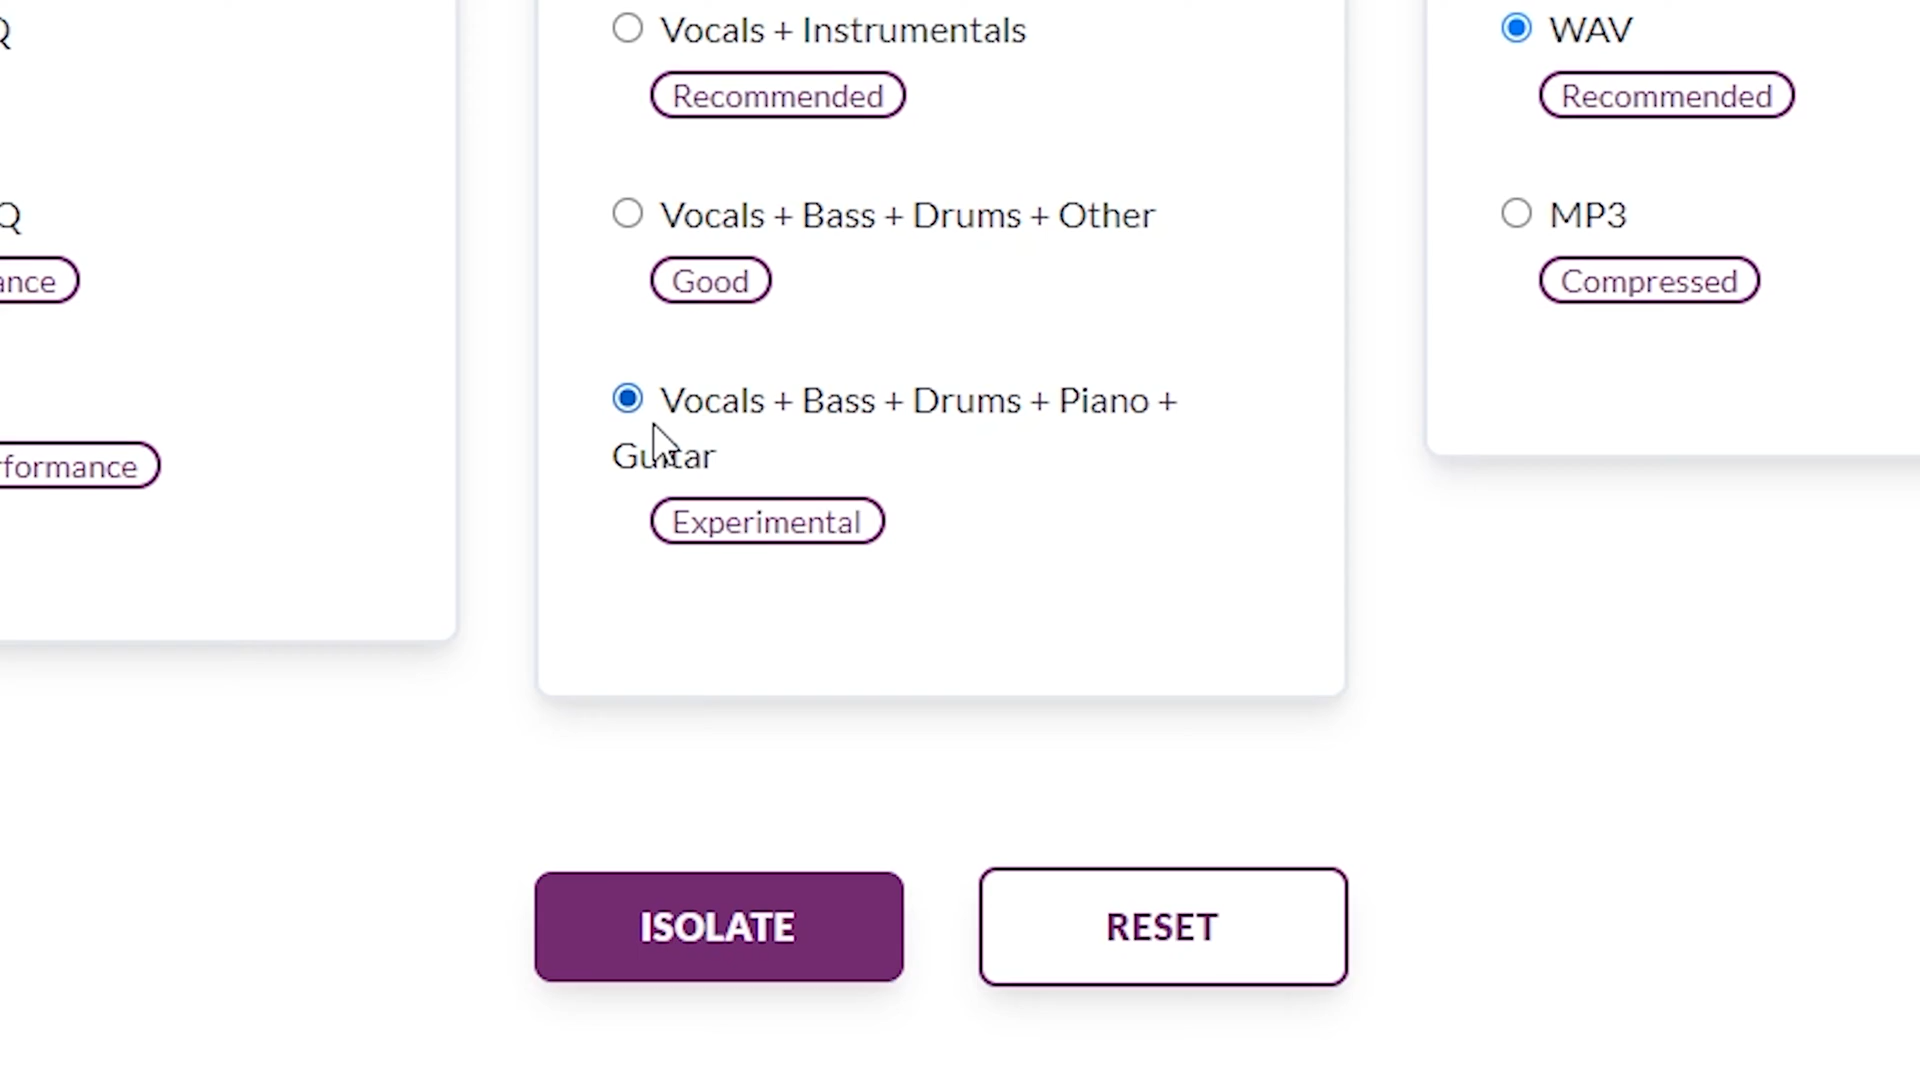 Q
Q
ance
formance
Vocals + Instrumentals
Recommended
Vocals + Bass + Drums + Other
Good
Vocals + Bass + Drums + Piano +
Guitar
Experimental
WAV
Recommended
MP3
Compressed
ISOLATE
RESET